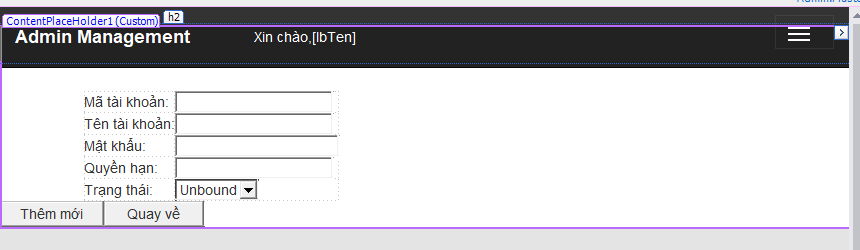 ContentPlaceHolder1 (Custom) h2
Admin Management Xin chào,[lbTen]
Mã tài khoản:
Tên tài khoản:
Mật khẩu:
Quyền hạn:
Trạng thái: Unbound
Thêm mới Quay về